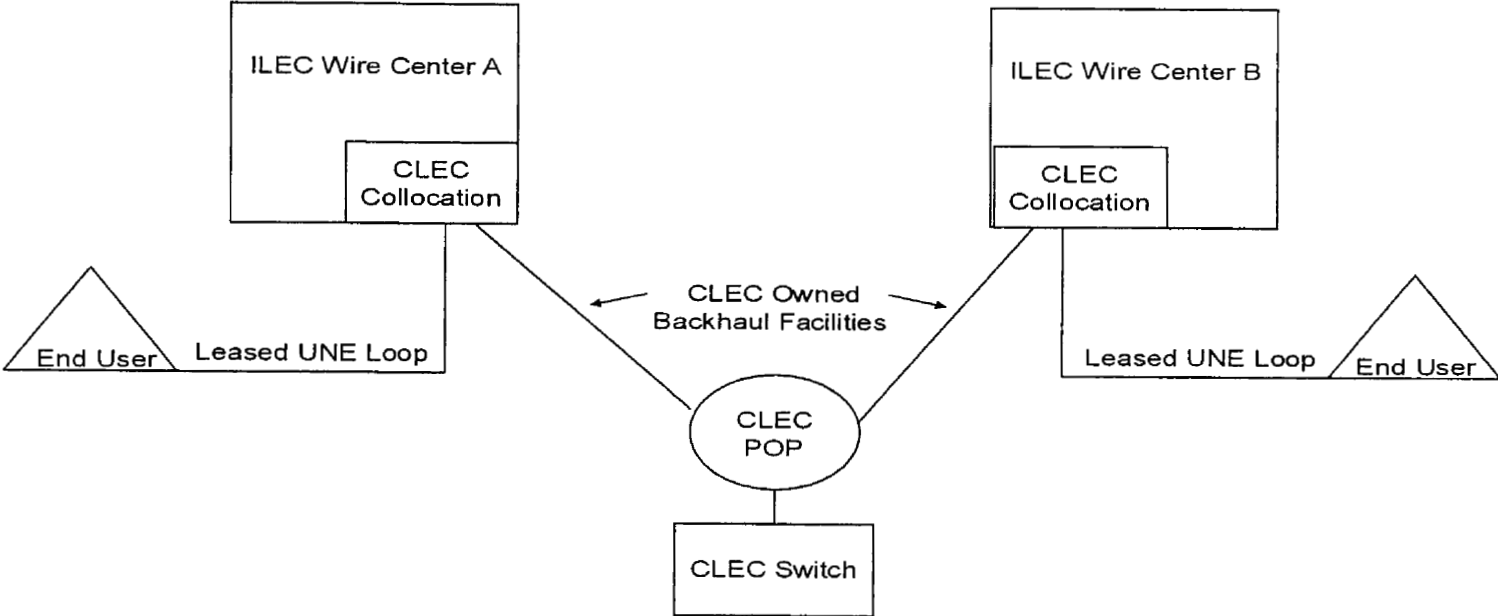 ILEC Wire Center A
ILEC Wire Center B
CLEC
Collocation
CLEC
Collocation
CLEC Owned
Backhaul Facilities
End User
Leased UNE Loop
Leased UNE Loop
End User
CLEC
POP
CLEC Switch